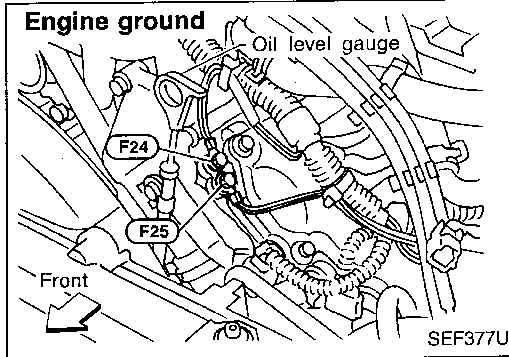 Engine ground
Oil level gauge
F24
F25
Front
SEF377U